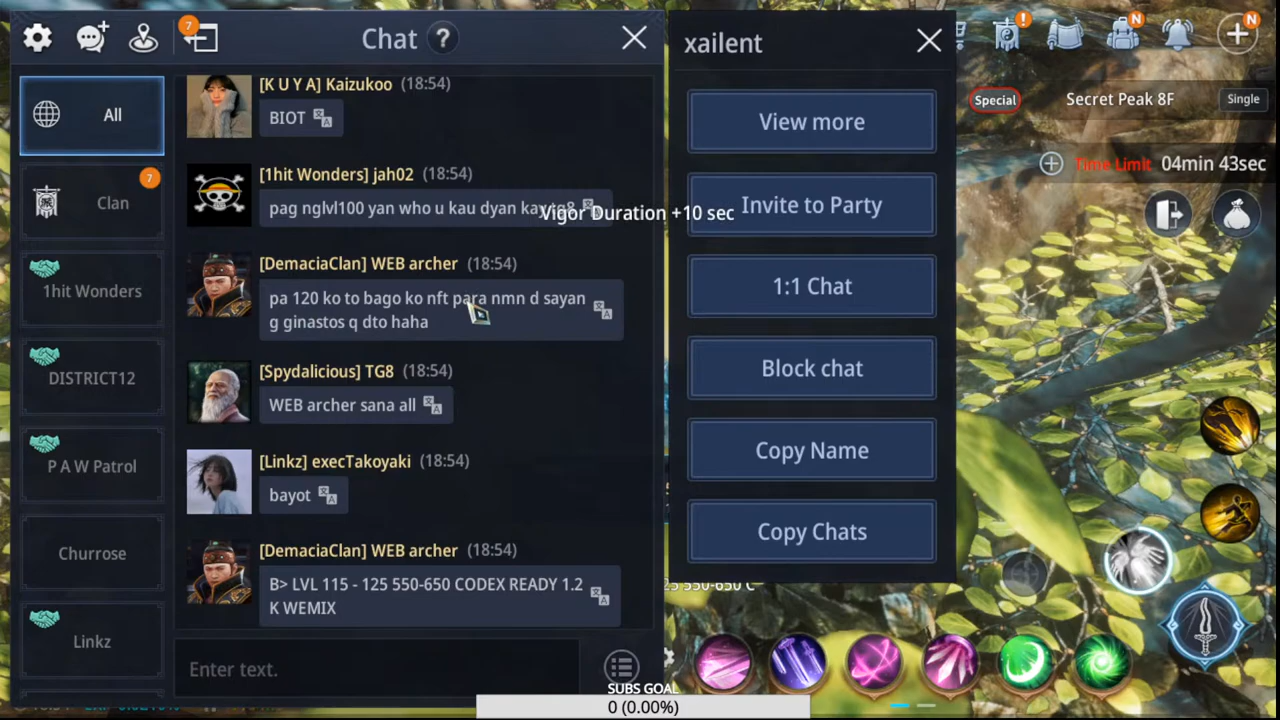 7
Chat ?
All
Clan
7
1hit Wonders
DISTRICT12
P A W Patrol
Churrose
Linkz
[K U Y A] Kaizukoo (18:54)
BIOT
[1hit Wonders] jah02 (18:54)
pag nglvl100 yan who u kau dyan kay tg8
Vigor Duration +10 sec
[DemaciaClan] WEB archer (18:54)
pa 120 ko to bago ko nft para nmn d sayan
g ginastos q dto haha
[Spydalicious] TG8 (18:54)
WEB archer sana all
[Linkz] execTakoyaki (18:54)
bayot
[DemaciaClan] WEB archer (18:54)
B> LVL 115 - 125 550-650 CODEX READY 1.2
K WEMIX
Enter text.
xailent
View more
Invite to Party
1:1 Chat
Block chat
Copy Name
Copy Chats
N
N
Special
Secret Peak 8F
Single
Time Limit 04min 43sec
SUBS GOAL
0 (0.00%)